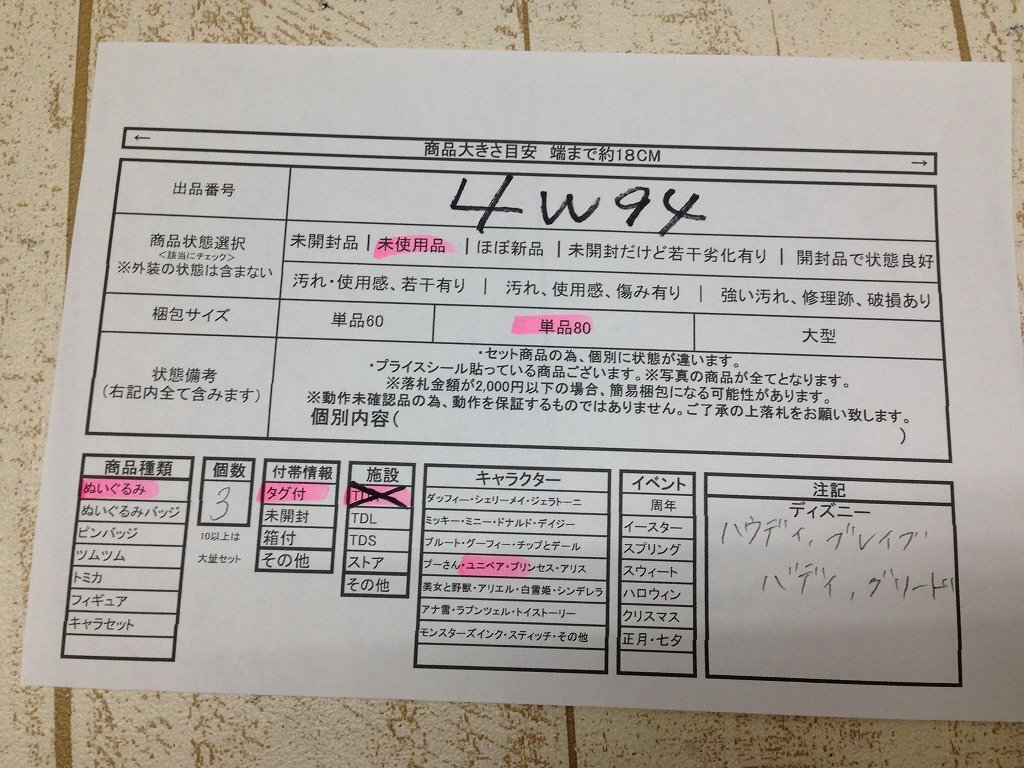 ← 商品大きさ目安 端まで約18CM →
出品番号 4W94
商品状態選択
<該当にチェック>
※外装の状態は含まない
未開封品 | 未使用品 | ほぼ新品 | 未開封だけど若干劣化有り | 開封品で状態良好
汚れ・使用感、若干有り | 汚れ、使用感、傷み有り | 強い汚れ、修理跡、破損あり
梱包サイズ 単品60 単品80 大型
状態備考
(右記内全て含みます)
・セット商品の為、個別に状態が違います。
・プライスシール貼っている商品ございます。※写真の商品が全てとなります。
※落札金額が2,000円以下の場合、簡易梱包になる可能性があります。
※動作未確認品の為、動作を保証するものではありません。ご了承の上落札をお願い致します。
個別内容( )
商品種類
ぬいぐるみ
ぬいぐるみバッジ
ピンバッジ
ツムツム
トミカ
フィギュア
キャラセット
個数
3
10以上は
大量セット
付帯情報
タグ付
未開封
箱付
その他
施設
TDL
TDS
ストア
その他
キャラクター
ダッフィー・シェリーメイ・ジェラトーニ
ミッキー・ミニー・ドナルド・デイジー
プルート・グーフィー・チップとデール
プーさん・ユニベア・プリンセス・アリス
美女と野獣・アリエル・白雪姫・シンデレラ
アナ雪・ラプンツェル・トイストーリー
モンスターズインク・スティッチ・その他
イベント
周年
イースター
スプリング
スウィート
ハロウィン
クリスマス
正月・七夕
注記
ディズニー
ハウディ,ブレイブ
バディ,グリード